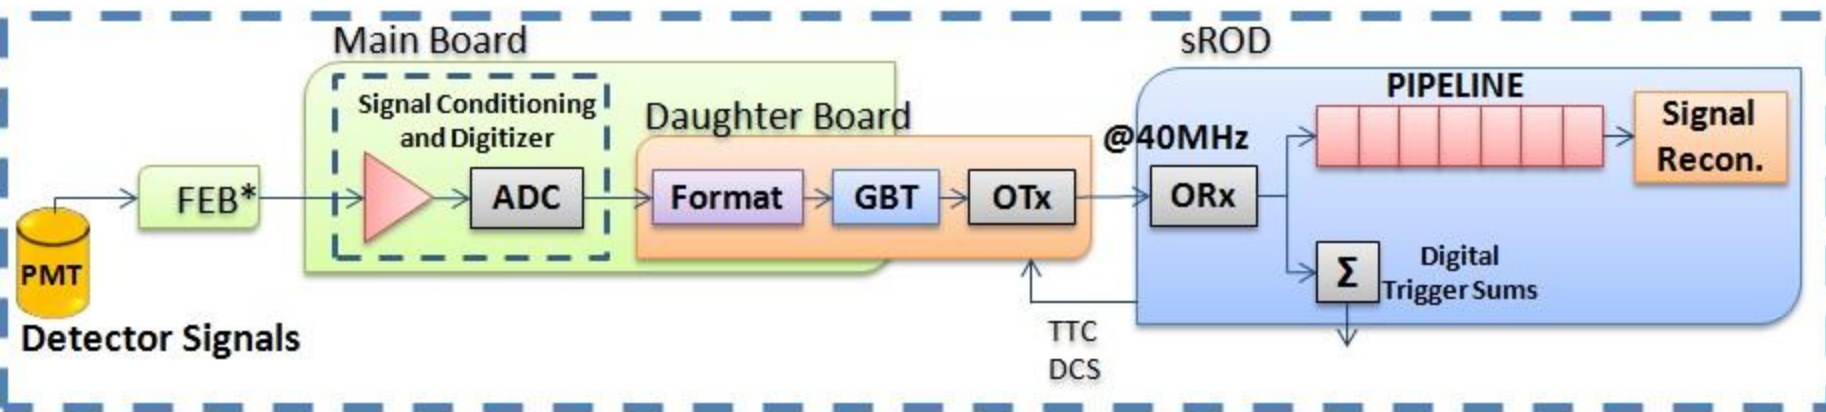 Main Board
sROD
Signal Conditioning
and Digitizer
Daughter Board
@40MHz
PIPELINE
Signal
Recon.
FEB*
ADC
Format
GBT
OTx
ORx
PMT
Σ
Digital
Trigger Sums
Detector Signals
TTC
DCS